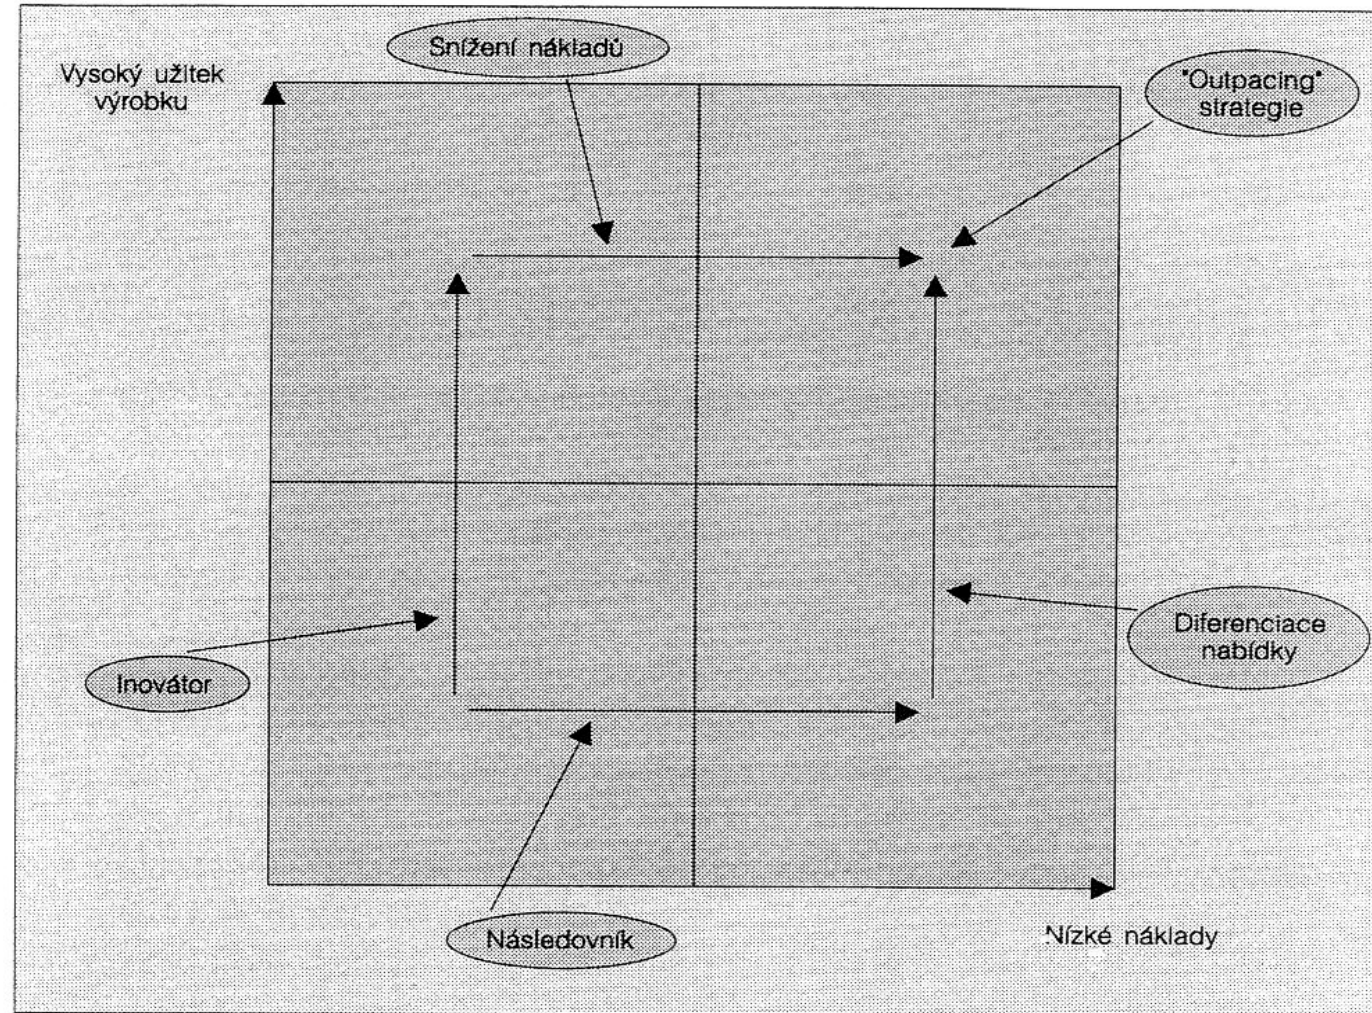 Snížení nákladů
Vysoký užitek
výrobku
"Outpacing"
strategie
Inovátor
Diferenciace
nabídky
Následovník
Nízké náklady